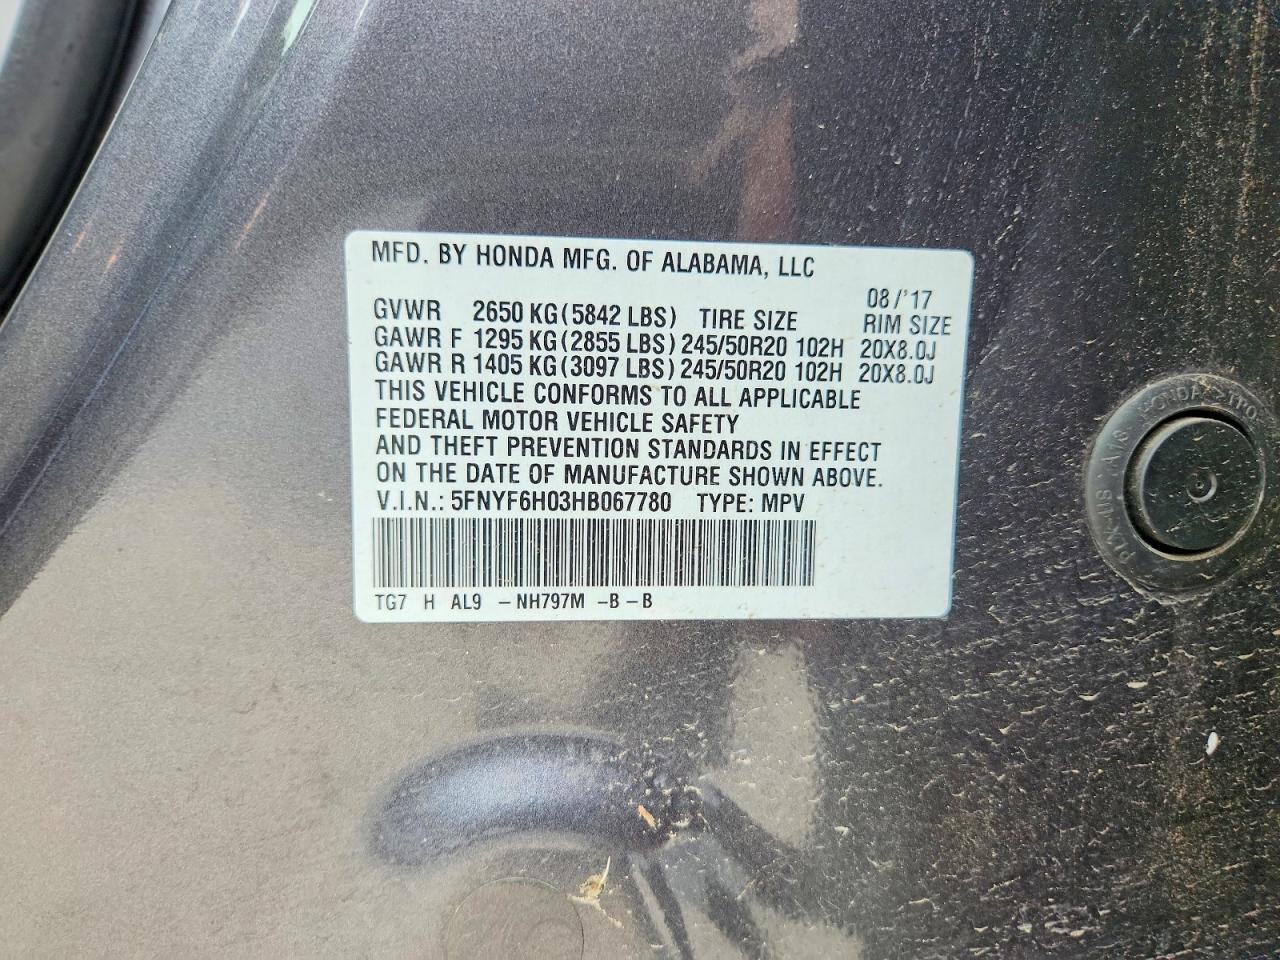 MFD. BY HONDA MFG. OF ALABAMA, LLC
08/'17
GVWR 2650 KG(5842 LBS) TIRE SIZE RIM SIZE
GAWR F 1295 KG(2855 LBS) 245/50R20 102H 20X8.0J
GAWR R 1405 KG(3097 LBS) 245/50R20 102H 20X8.0J
THIS VEHICLE CONFORMS TO ALL APPLICABLE
FEDERAL MOTOR VEHICLE SAFETY
AND THEFT PREVENTION STANDARDS IN EFFECT
ON THE DATE OF MANUFACTURE SHOWN ABOVE.
V.I.N.: 5FNYF6H03HB067780 TYPE: MPV
TG7 H AL9 -NH797M -B-B
HONDA